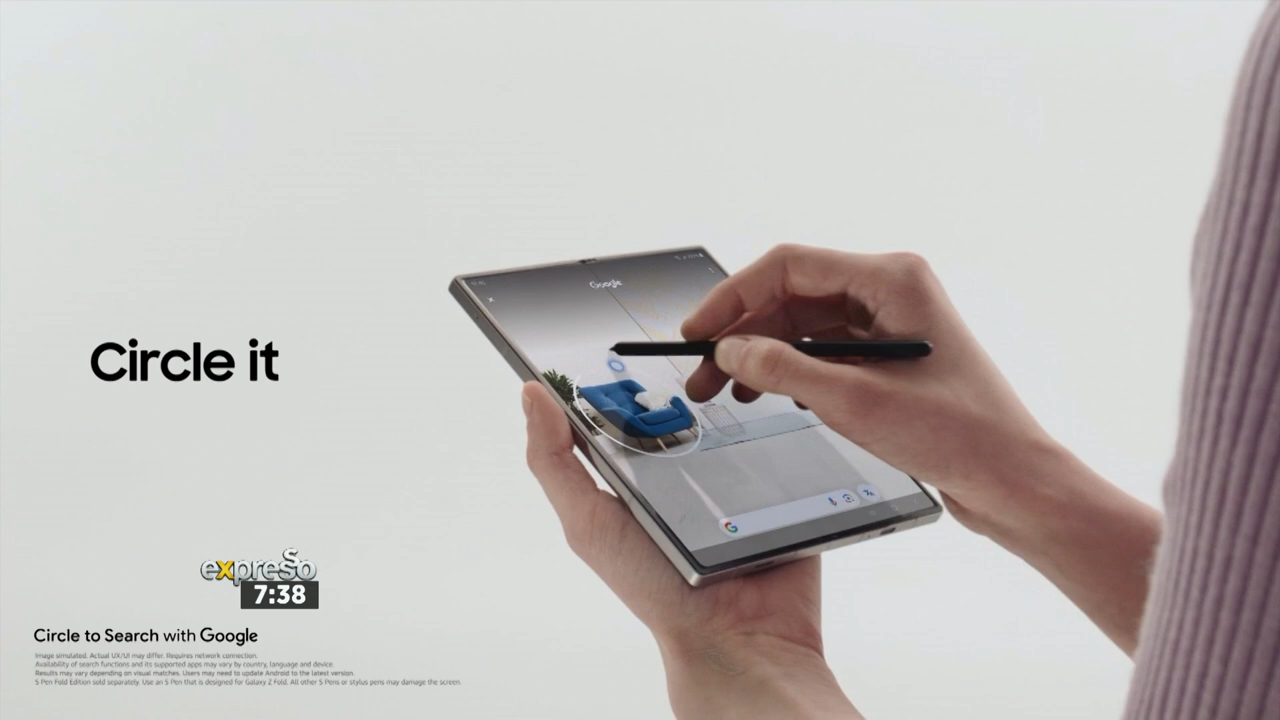 Google
Circle it
expresso
7:38
Circle to Search with Google
Image simulated. Actual UX/UI may differ. Requires network connection.
Availability of search functions and its supported apps may vary by country, language and device.
Results may vary depending on visual matches. Users may need to update Android to the latest version.
S Pen Fold Edition sold separately. Use an S Pen that is designed for Galaxy Z Fold. All other S Pens or stylus pens may damage the screen.